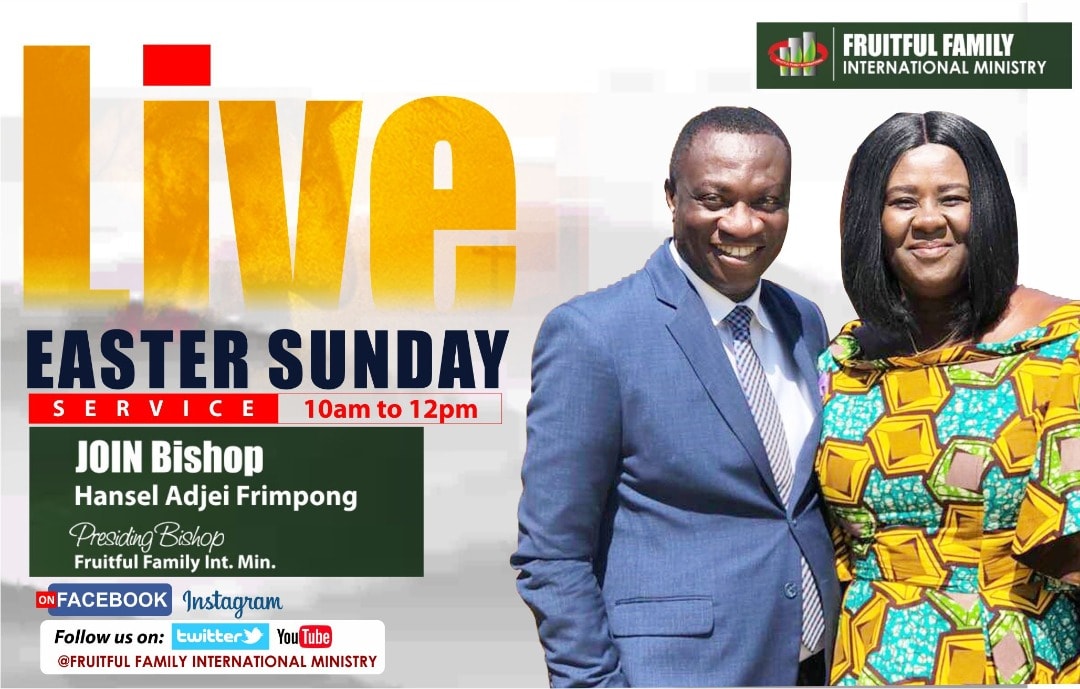 Live
EASTER SUNDAY
SERVICE 10am to 12pm
JOIN Bishop
Hansel Adjei Frimpong
Presiding Bishop
Fruitful Family Int. Min.
ON FACEBOOK Instagram
Follow us on: twitter YouTube
@FRUITFUL FAMILY INTERNATIONAL MINISTRY
FRUITFUL FAMILY
INTERNATIONAL MINISTRY